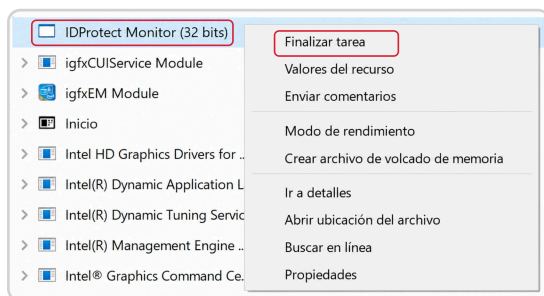 IDProtect Monitor (32 bits)
igfxCUIService Module
igfxEM Module
Inicio
Intel HD Graphics Drivers for ..
Intel(R) Dynamic Application L
Intel(R) Dynamic Tuning Servic
Intel(R) Management Engine ..
Intel® Graphics Command Ce.
Finalizar tarea
Valores del recurso
Enviar comentarios
Modo de rendimiento
Crear archivo de volcado de memoria
Ir a detalles
Abrir ubicación del archivo
Buscar en línea
Propiedades